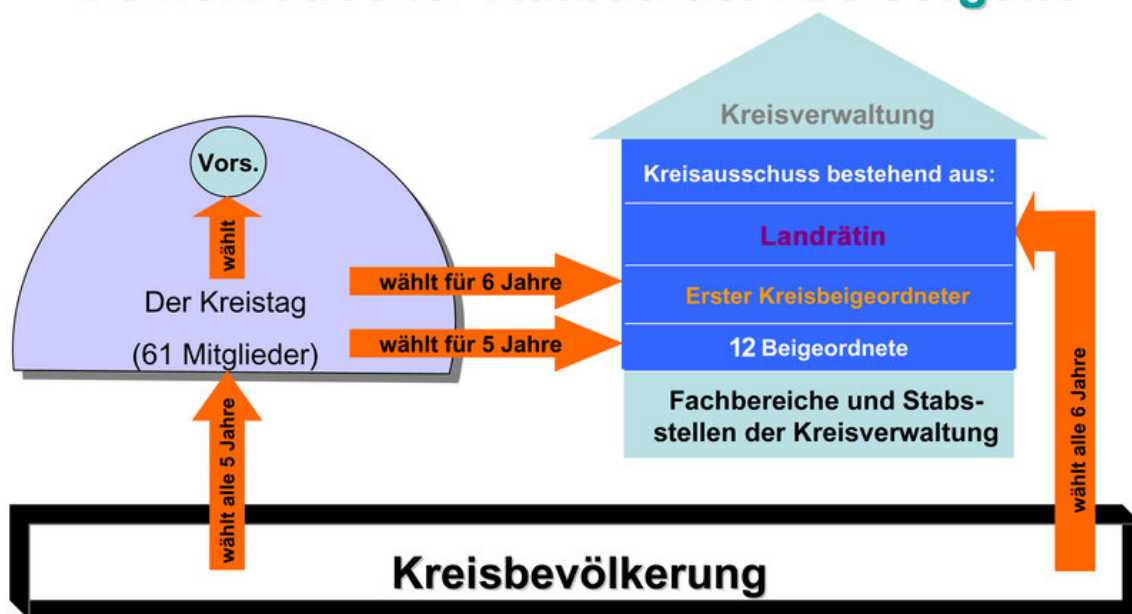 Vors.
wählt
Der Kreistag
(61 Mitglieder)
wählt alle 5 Jahre
wählt für 6 Jahre
wählt für 5 Jahre
Kreisverwaltung
Kreisausschuss bestehend aus:
Landrätin
Erster Kreisbeigeordneter
12 Beigeordnete
Fachbereiche und Stabs-
stellen der Kreisverwaltung
wählt alle 6 Jahre
Kreisbevölkerung